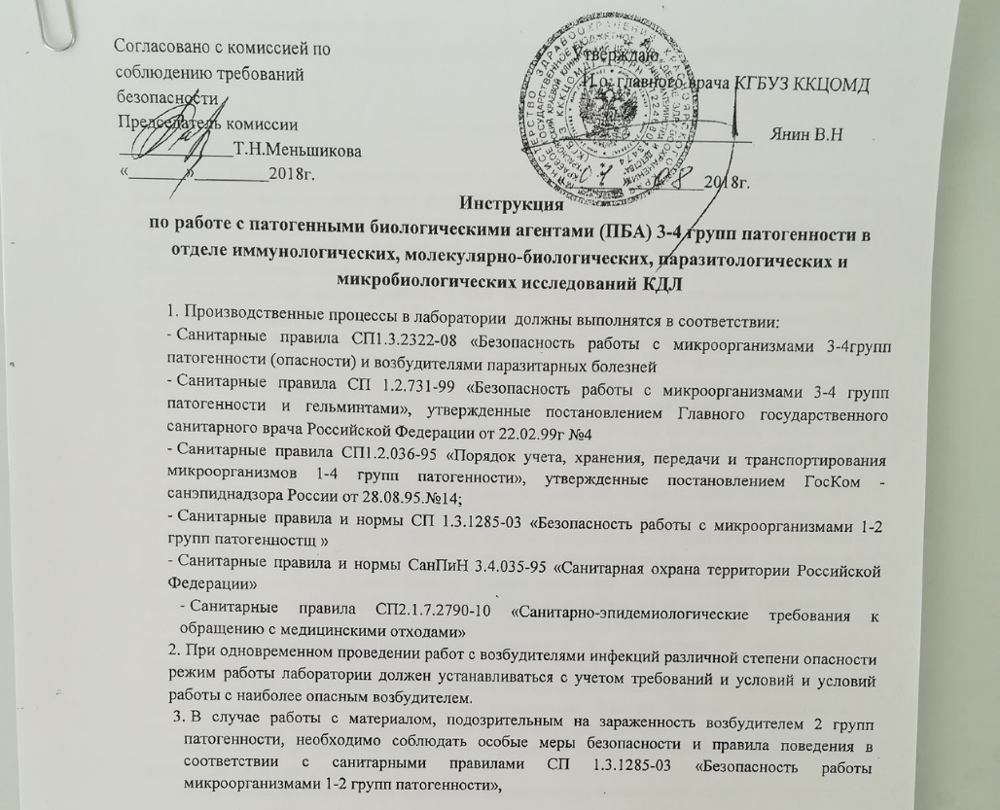 Согласовано с комиссией по
соблюдению требований
безопасности
Председатель комиссии
____________Т.Н.Меньшикова
«______»________2018г.
Утверждаю
И.о. главного врача КГБУЗ ККЦОМД
Янин В.Н
08 2018г.
Инструкция
по работе с патогенными биологическими агентами (ПБА) 3-4 групп патогенности в
отделе иммунологических, молекулярно-биологических, паразитологических и
микробиологических исследований КДЛ
1. Производственные процессы в лаборатории должны выполнятся в соответствии:
- Санитарные правила СП1.3.2322-08 «Безопасность работы с микроорганизмами 3-4групп
патогенности (опасности) и возбудителями паразитарных болезней
- Санитарные правила СП 1.2.731-99 «Безопасность работы с микроорганизмами 3-4 групп
патогенности и гельминтами», утвержденные постановлением Главного государственного
санитарного врача Российской Федерации от 22.02.99г №4
- Санитарные правила СП1.2.036-95 «Порядок учета, хранения, передачи и транспортирования
микроорганизмов 1-4 групп патогенности», утвержденные постановлением ГосКом -
санэпиднадзора России от 28.08.95.№14;
- Санитарные правила и нормы СП 1.3.1285-03 «Безопасность работы с микроорганизмами 1-2
групп патогенностщ »
- Санитарные правила и нормы СанПиН 3.4.035-95 «Санитарная охрана территории Российской
Федерации»
- Санитарные правила СП2.1.7.2790-10 «Санитарно-эпидемиологические требования к
обращению с медицинскими отходами»
2. При одновременном проведении работ с возбудителями инфекций различной степени опасности
режим работы лаборатории должен устанавливаться с учетом требований и условий и условий
работы с наиболее опасным возбудителем.
3. В случае работы с материалом, подозрительным на зараженность возбудителем 2 групп
патогенности, необходимо соблюдать особые меры безопасности и правила поведения в
соответствии с санитарными правилами СП 1.3.1285-03 «Безопасность работы
микроорганизмами 1-2 групп патогенности»,